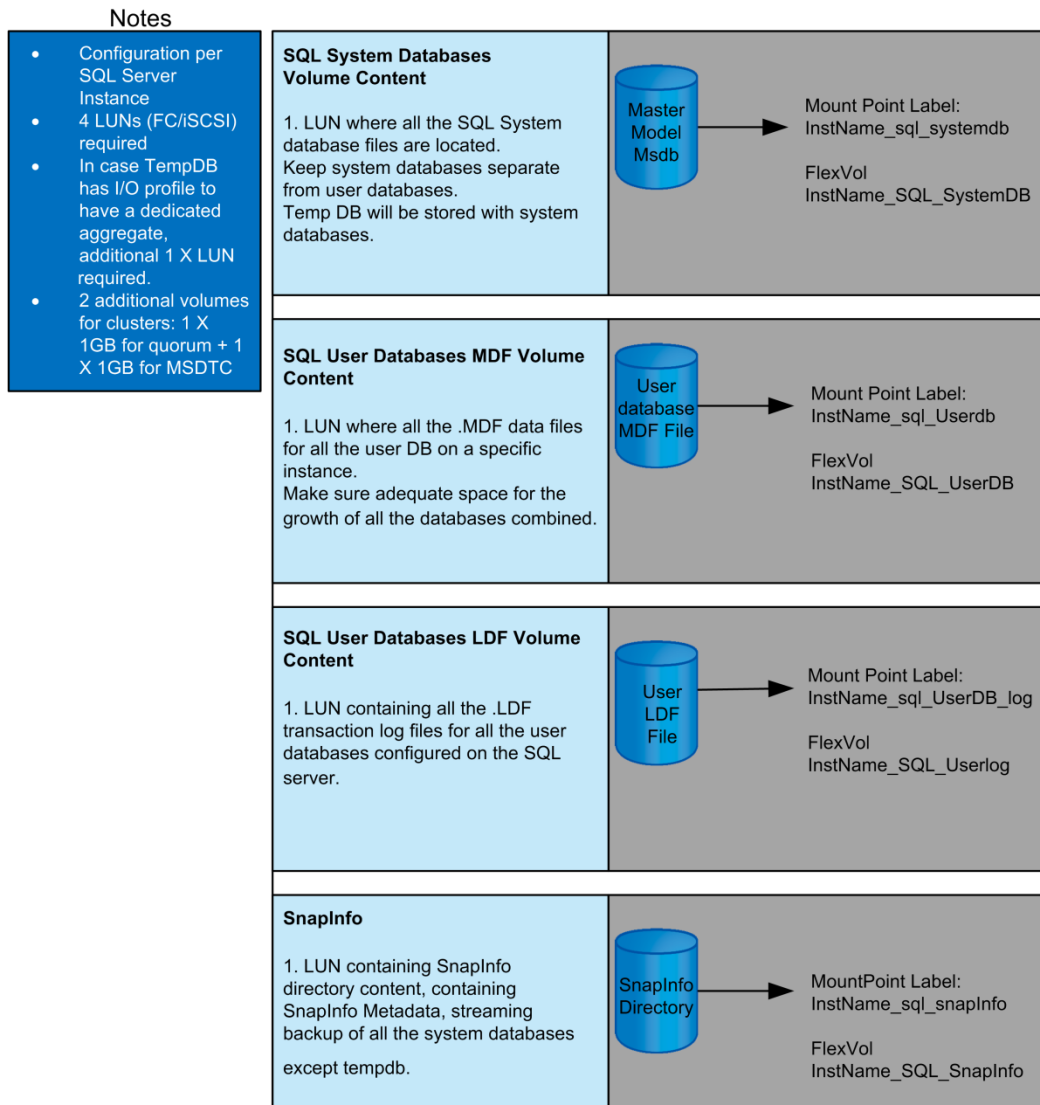 Notes
• Configuration per
SQL Server
Instance
• 4 LUNs (FC/iSCSI)
required
• In case TempDB
has I/O profile to
have a dedicated
aggregate,
additional 1 X LUN
required.
• 2 additional volumes
for clusters: 1 X
1GB for quorum + 1
X 1GB for MSDTC
SQL System Databases
Volume Content
1. LUN where all the SQL System
database files are located.
Keep system databases separate
from user databases.
Temp DB will be stored with system
databases.
Master
Model
Msdb
Mount Point Label:
InstName_sql_systemdb
FlexVol
InstName_SQL_SystemDB
SQL User Databases MDF Volume
Content
1. LUN where all the .MDF data files
for all the user DB on a specific
instance.
Make sure adequate space for the
growth of all the databases combined.
User
database
MDF File
Mount Point Label:
InstName_sql_Userdb
FlexVol
InstName_SQL_UserDB
SQL User Databases LDF Volume
Content
1. LUN containing all the .LDF
transaction log files for all the user
databases configured on the SQL
server.
User
LDF
File
Mount Point Label:
InstName_sql_UserDB_log
FlexVol
InstName_SQL_Userlog
SnapInfo
1. LUN containing SnapInfo
directory content, containing
SnapInfo Metadata, streaming
backup of all the system databases
except tempdb.
SnapInfo
Directory
MountPoint Label:
InstName_sql_snapInfo
FlexVol
InstName_SQL_SnapInfo